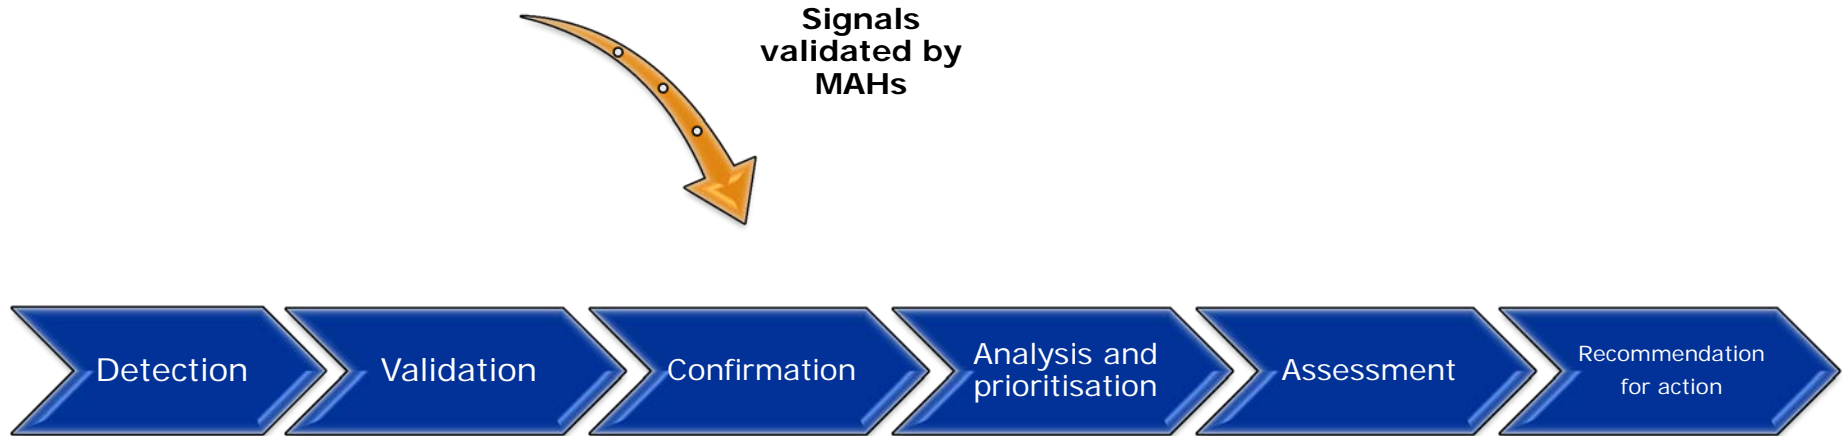 Signals
validated by
MAHs
Detection
Validation
Confirmation
Analysis and
prioritisation
Assessment
Recommendation
for action